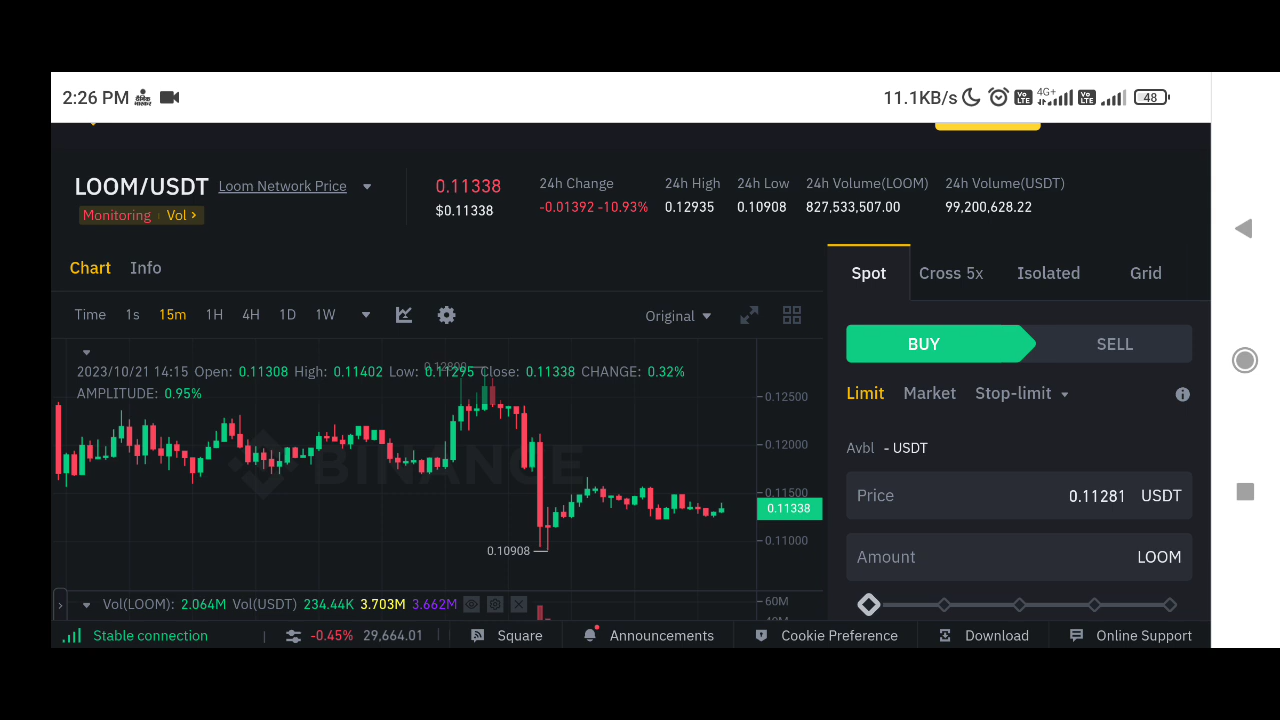 2:26 PM 11.1KB/s 4G+ Vo LTE Vo LTE 48
LOOM/USDT Loom Network Price
Monitoring Vol
0.11338
$0.11338
24h Change
-0.01392 -10.93%
24h High
0.12935
24h Low
0.10908
24h Volume(LOOM)
827,533,507.00
24h Volume(USDT)
99,200,628.22
Chart Info
Time 1s 15m 1H 4H 1D 1W Original
2023/10/21 14:15 Open: 0.11308 High: 0.11402 Low: 0.11295 Close: 0.11338 CHANGE: 0.32%
AMPLITUDE: 0.95%
0.12500
0.12000
0.11500
0.11338
0.11000
BINANCE
0.10908
Vol(LOOM): 2.064M Vol(USDT) 234.44K 3.703M 3.662M
60M
Spot Cross 5x Isolated Grid
BUY SELL
Limit Market Stop-limit
Avbl - USDT
Price 0.11281 USDT
Amount LOOM
Stable connection -0.45% 29,664.01 Square Announcements Cookie Preference Download Online Support